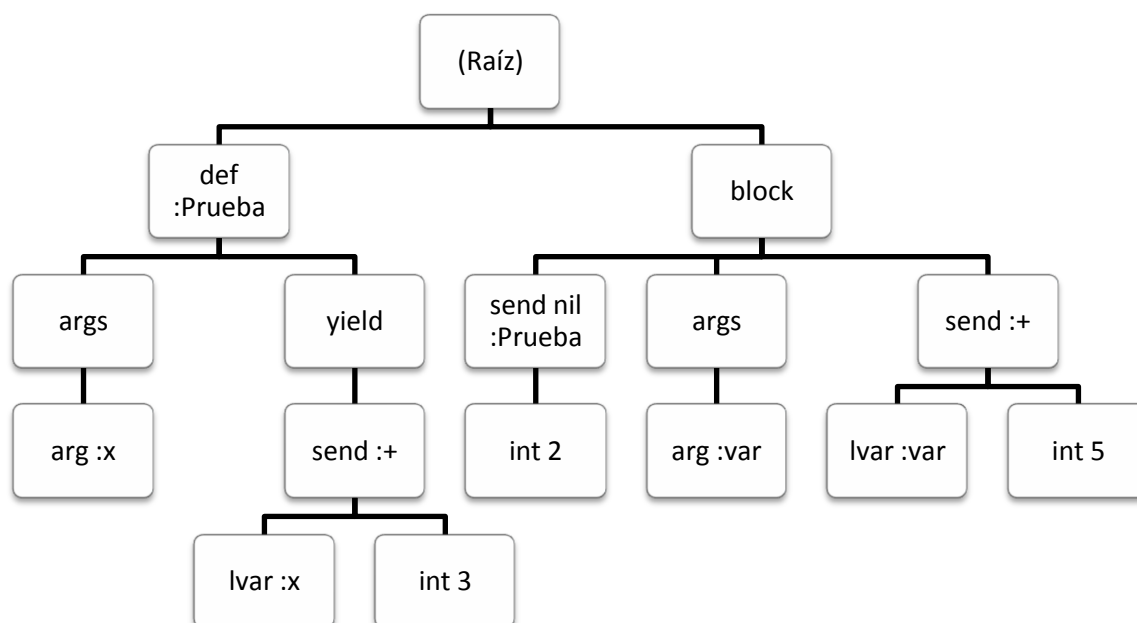 (Raíz)
def
:Prueba
block
args
yield
send nil
:Prueba
args
send :+
arg :x
send :+
int 2
arg :var
lvar :var
int 5
lvar :x
int 3